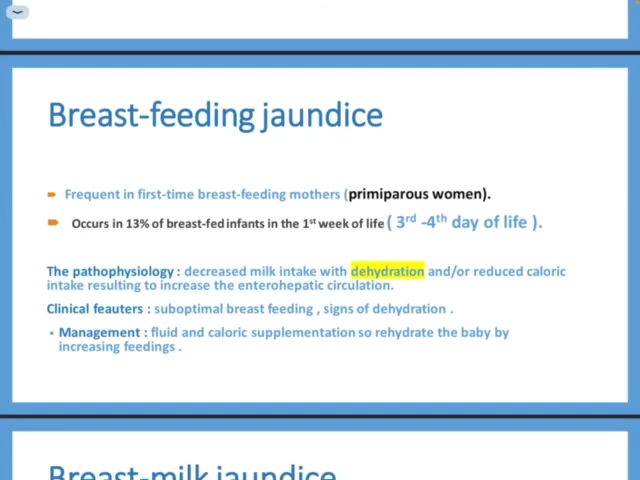 Breast-feeding jaundice
Frequent in first-time breast-feeding mothers (primiparous women).
Occurs in 13% of breast-fed infants in the 1st week of life ( 3rd -4th day of life ).
The pathophysiology : decreased milk intake with dehydration and/or reduced caloric
intake resulting to increase the enterohepatic circulation.
Clinical feauters : suboptimal breast feeding , signs of dehydration .
• Management : fluid and caloric supplementation so rehydrate the baby by
increasing feedings .
Breast-milk jaundice